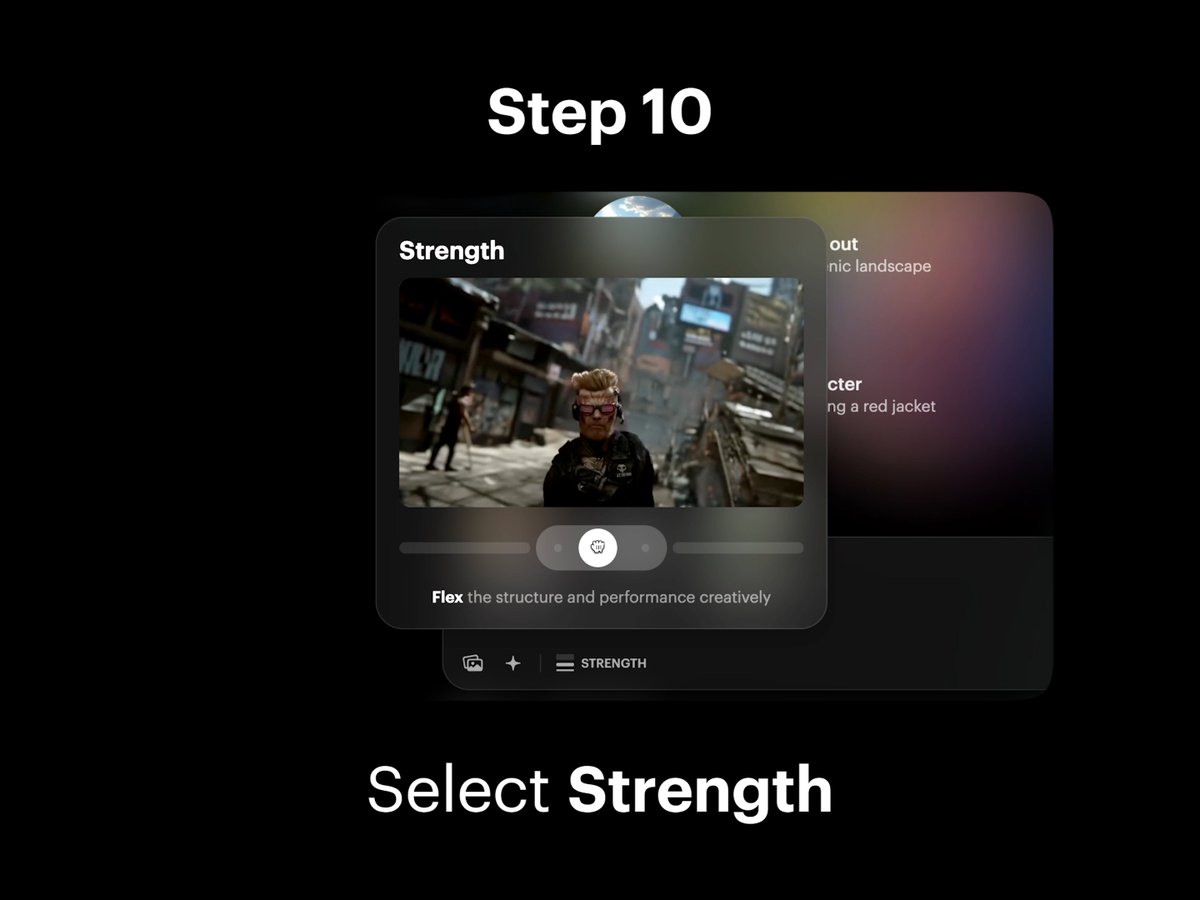 Step 10
Strength
out
nic landscape
cter
ng a red jacket
Flex the structure and performance creatively
STRENGTH
Select Strength